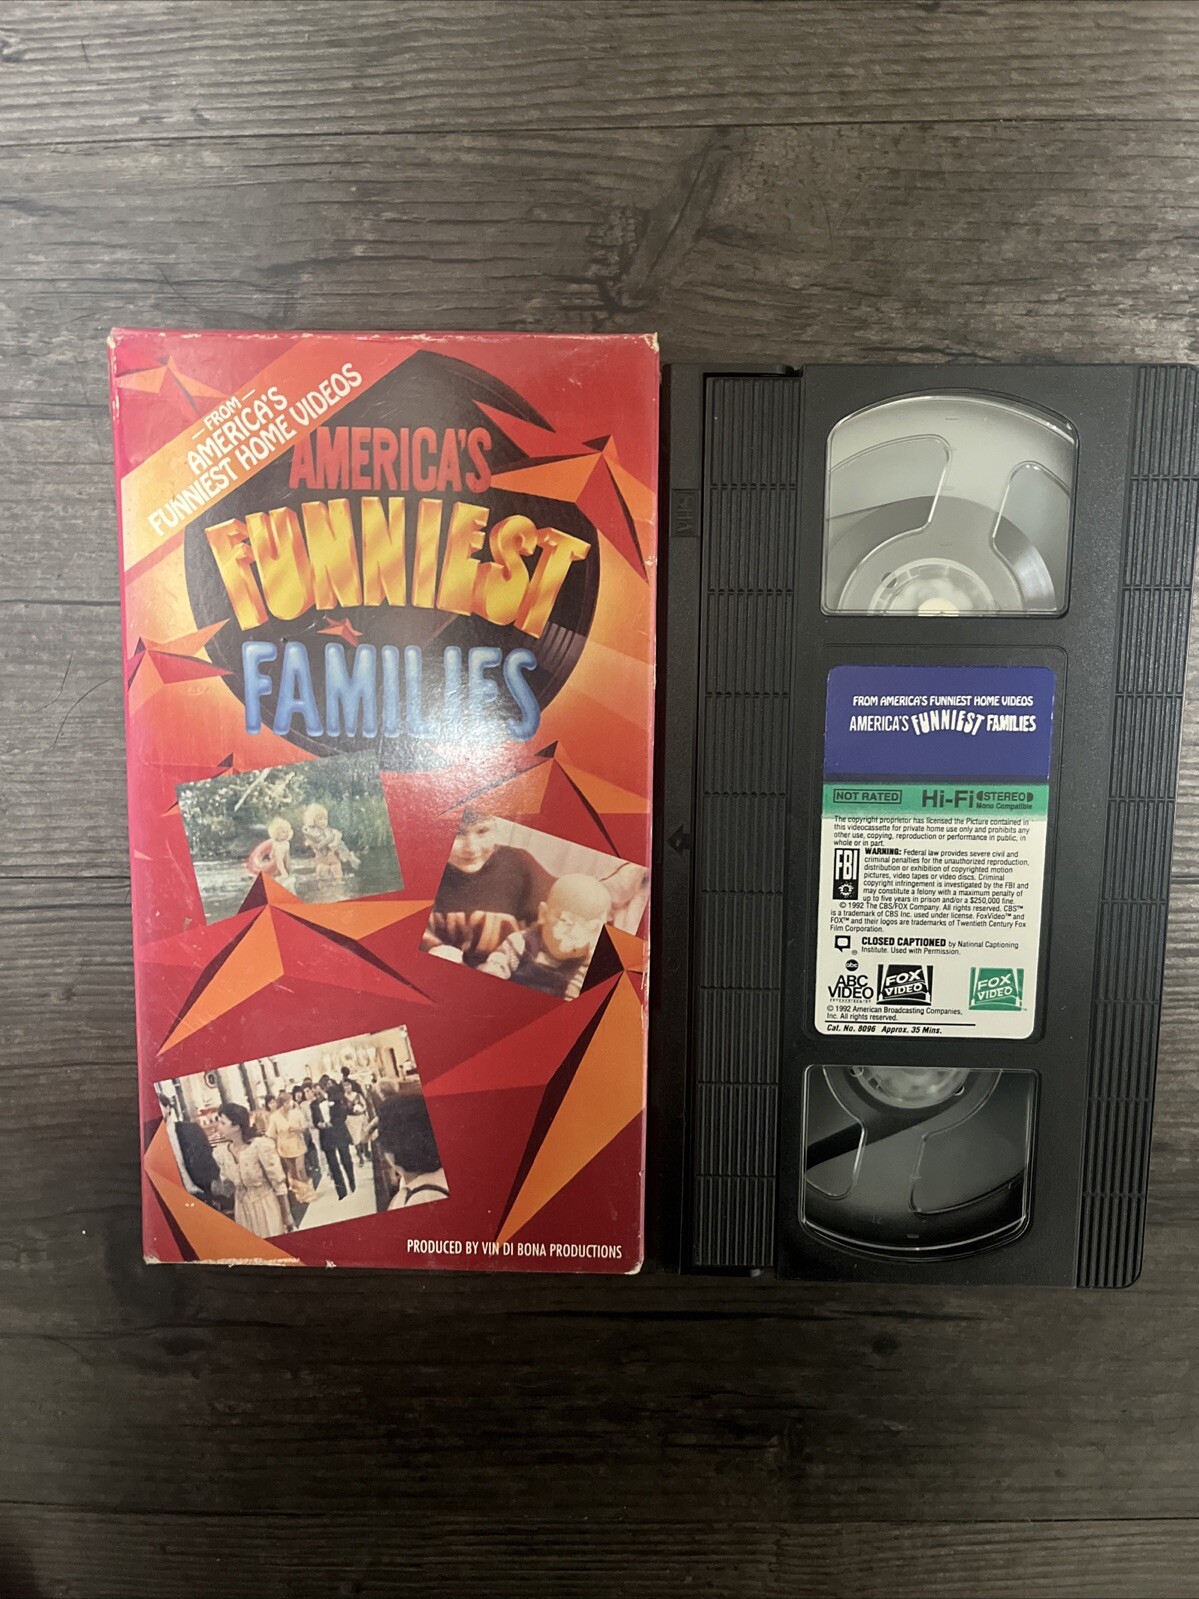 FROM
AMERICA'S
FUNNIEST HOME VIDEOS
AMERICA'S
FUNNIEST
FAMILIES
PRODUCED BY VIN DI BONA PRODUCTIONS
VHS
FROM AMERICA'S FUNNIEST HOME VIDEOS
AMERICA'S FUNNIEST FAMILIES
NOT RATED Hi-Fi STEREO
Mono Compatible
The copyright proprietor has licensed the Picture contained in
this videocassette for private home use only and prohibits any
other use, copying, reproduction or performance in public, in
whole or in part.
FBI
WARNING: Federal law provides severe civil and
criminal penalties for the unauthorized reproduction,
distribution or exhibition of copyrighted motion
pictures, video tapes or video discs. Criminal
copyright infringement is investigated by the FBI and
may constitute a felony with a maximum penalty of
up to five years in prison and/or a $250,000 fine.
© 1992 The CBS/FOX Company. All rights reserved. CBS™
is a trademark of CBS Inc. used under license. FoxVideo™ and
FOX™ and their logos are trademarks of Twentieth Century Fox
Film Corporation.
CLOSED CAPTIONED by National Captioning
Institute. Used with Permission.
abc
ABC
VIDEO
FOX
VIDEO
FOX
VIDEO
© 1992 American Broadcasting Companies,
Inc. All rights reserved.
Cat. No. 8096 Approx. 35 Mins.